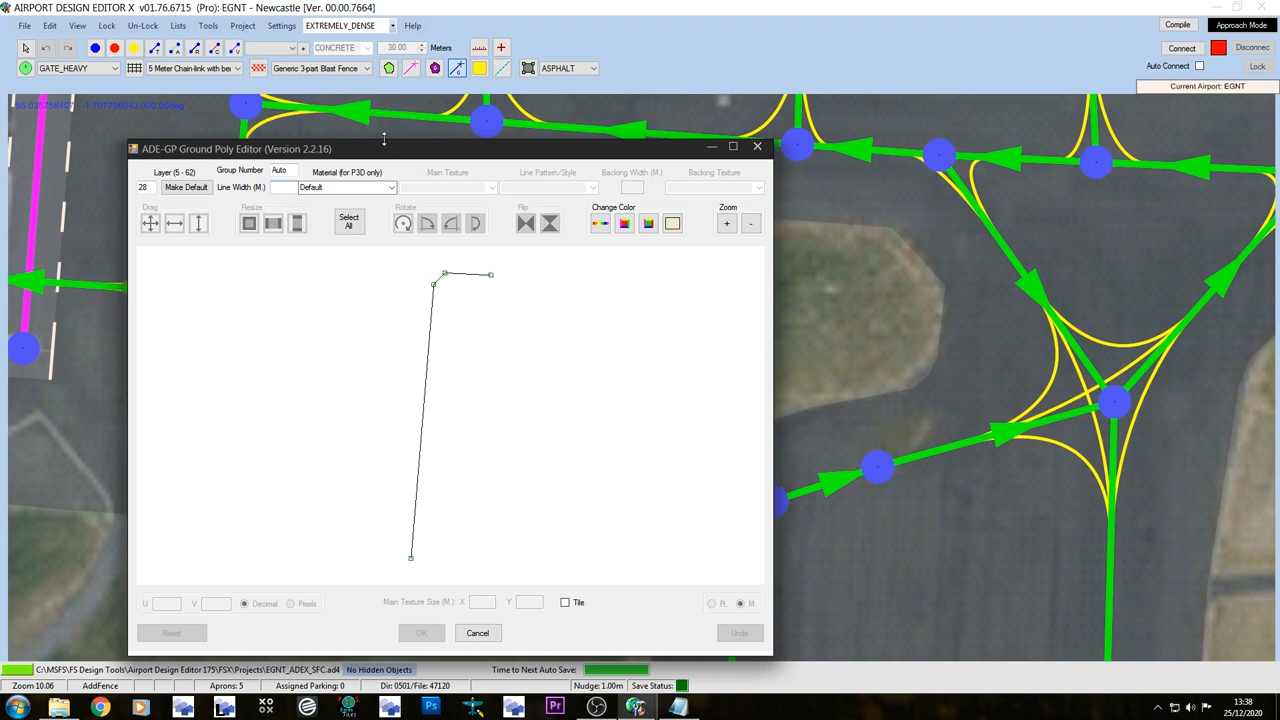 AIRPORT DESIGN EDITOR X v01.76.6715 (Pro): EGNT - Newcastle [Ver. 00.00.7664]
File Edit View Lock Un-Lock Lists Tools Project Settings EXTREMELY_DENSE Help
Compile Approach Mode
CONCRETE 30.00 Meters
Connect Disconnec
Auto Connect Lock
GATE_HEAVY 5 Meter Chain-link with ber Generic 3-part Blast Fence ASPHALT
Current Airport: EGNT
ADE-GP Ground Poly Editor (Version 2.2.16)
Layer (5 - 62) Group Number Auto Material (for P3D only) Main Texture Line Pattern/Style Backing Width (M.) Backing Texture
28 Make Default Line Width (M.) Default
Drag Resize Select All Rotate Flip Change Color Zoom
+ -
U V Decimal Pixels Main Texture Size (M.): X Y Tile Ft. M.
Reset OK Cancel Undo
C:\MSFS\FS Design Tools\Airport Design Editor 175\FSX\Projects\EGNT_ADEX_SFC.ad4 No Hidden Objects Time to Next Auto Save:
Zoom 10.06 AddFence Aprons: 5 Assigned Parking: 0 Dir: 0501/File: 47120 Nudge: 1.00m Save Status:
13:38
25/12/2020